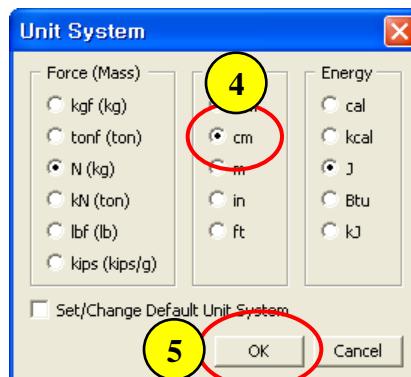 Unit System
Force (Mass)
Energy
4
kgf (kg)
cal
tonf (ton)
cm
kcal
N (kg)
m
J
kN (ton)
in
Btu
lbf (lb)
ft
kJ
kips (kips/g)
Set/Change Default Unit System
5
OK
Cancel